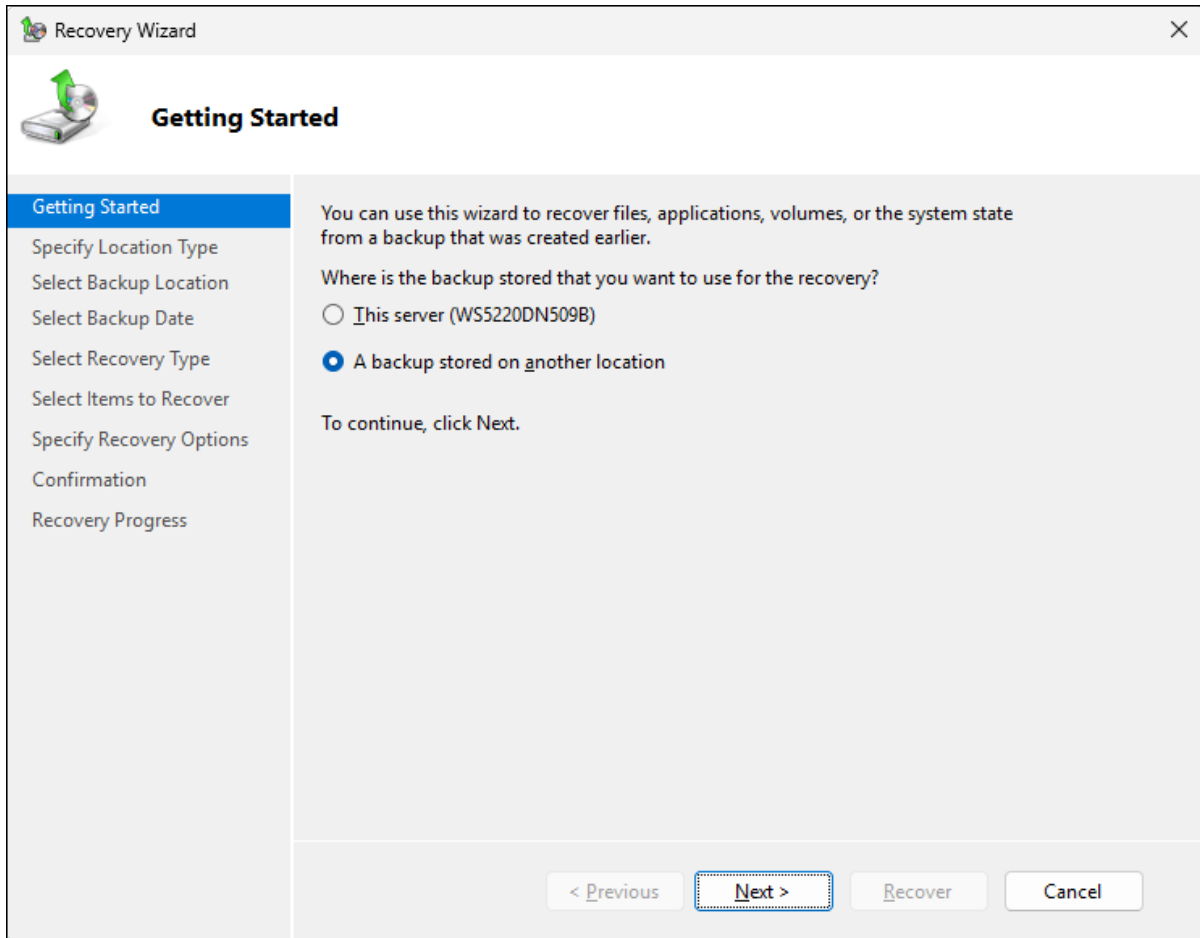 Recovery Wizard
Getting Started
Getting Started
Specify Location Type
Select Backup Location
Select Backup Date
Select Recovery Type
Select Items to Recover
Specify Recovery Options
Confirmation
Recovery Progress
You can use this wizard to recover files, applications, volumes, or the system state
from a backup that was created earlier.
Where is the backup stored that you want to use for the recovery?
This server (WS5220DN509B)
A backup stored on another location
To continue, click Next.
< Previous
Next >
Recover
Cancel